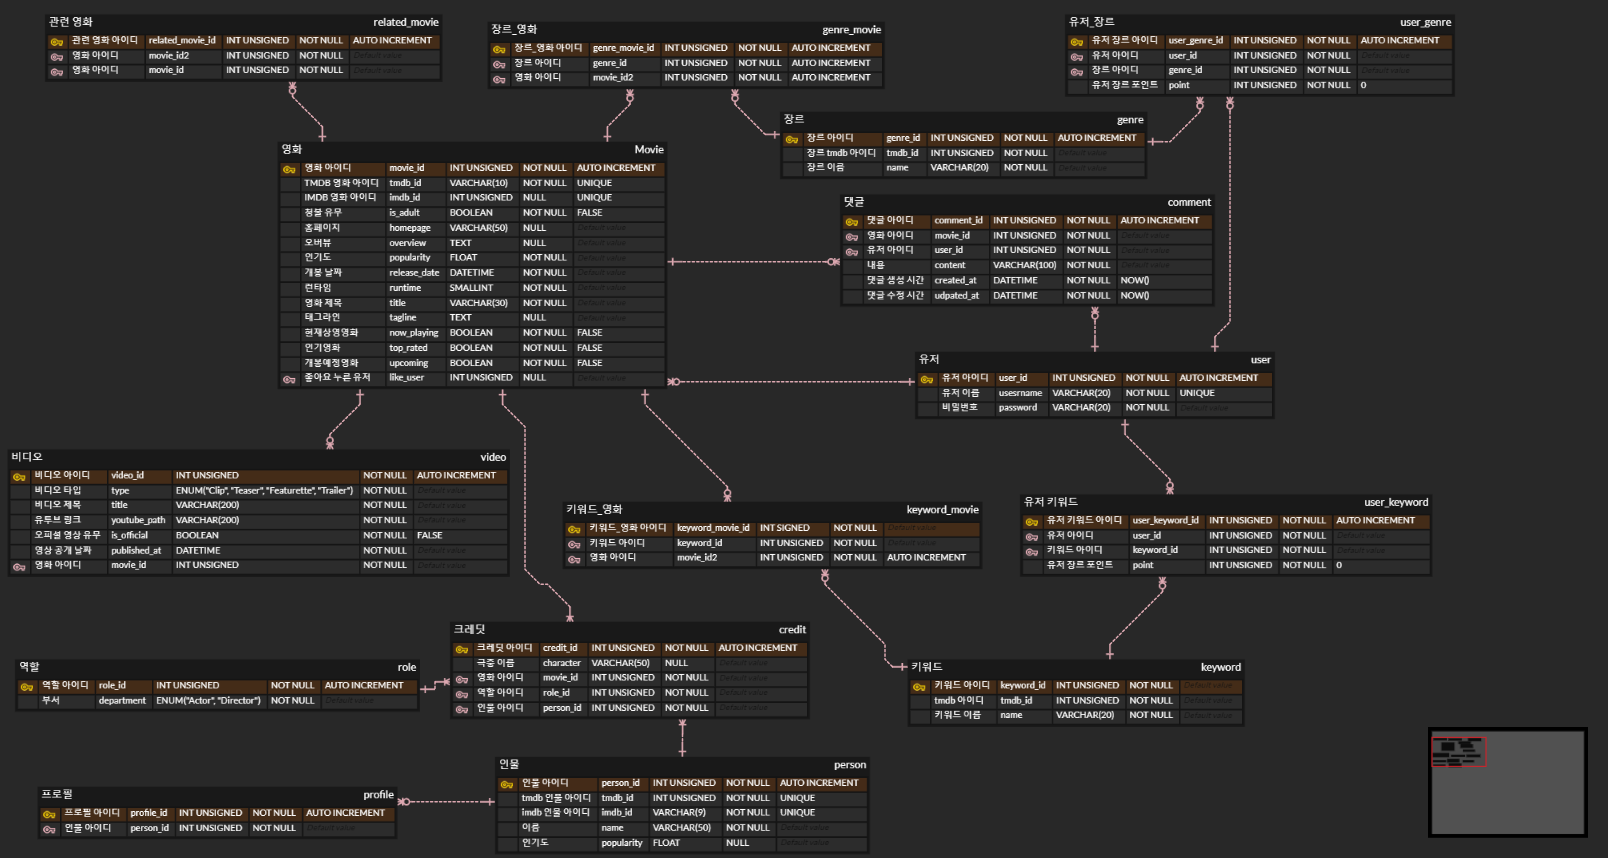 관련 영화 related_movie
관련 영화 아이디 related_movie_id INT UNSIGNED NOT NULL AUTO INCREMENT
영화 아이디 movie_id2 INT UNSIGNED NOT NULL Default value
영화 아이디 movie_id INT UNSIGNED NOT NULL Default value
장르_영화 genre_movie
장르_영화 아이디 genre_movie_id INT UNSIGNED NOT NULL AUTO INCREMENT
장르 아이디 genre_id INT UNSIGNED NOT NULL AUTO INCREMENT
영화 아이디 movie_id2 INT UNSIGNED NOT NULL AUTO INCREMENT
유저_장르 user_genre
유저 장르 아이디 user_genre_id INT UNSIGNED NOT NULL AUTO INCREMENT
유저 아이디 user_id INT UNSIGNED NOT NULL Default value
장르 아이디 genre_id INT UNSIGNED NOT NULL Default value
유저 장르 포인트 point INT UNSIGNED NOT NULL 0
장르 genre
장르 아이디 genre_id INT UNSIGNED NOT NULL AUTO INCREMENT
장르 tmdb 아이디 tmdb_id INT UNSIGNED NOT NULL Default value
장르 이름 name VARCHAR(20) NOT NULL Default value
영화 Movie
영화 아이디 movie_id INT UNSIGNED NOT NULL AUTO INCREMENT
TMDB 영화 아이디 tmdb_id VARCHAR(10) NOT NULL UNIQUE
IMDB 영화 아이디 imdb_id INT UNSIGNED NULL UNIQUE
청불 유무 is_adult BOOLEAN NOT NULL FALSE
홈페이지 homepage VARCHAR(50) NULL Default value
오버뷰 overview TEXT NULL Default value
인기도 popularity FLOAT NOT NULL Default value
개봉 날짜 release_date DATETIME NOT NULL Default value
런타임 runtime SMALLINT NOT NULL Default value
영화 제목 title VARCHAR(30) NOT NULL Default value
태그라인 tagline TEXT NULL Default value
현재상영영화 now_playing BOOLEAN NOT NULL FALSE
인기영화 top_rated BOOLEAN NOT NULL FALSE
개봉예정영화 upcoming BOOLEAN NOT NULL FALSE
좋아요 누른 유저 like_user INT UNSIGNED NULL Default value
댓글 comment
댓글 아이디 comment_id INT UNSIGNED NOT NULL AUTO INCREMENT
영화 아이디 movie_id INT UNSIGNED NOT NULL Default value
유저 아이디 user_id INT UNSIGNED NOT NULL Default value
내용 content VARCHAR(100) NOT NULL Default value
댓글 생성 시간 created_at DATETIME NOT NULL NOW()
댓글 수정 시간 udpated_at DATETIME NOT NULL NOW()
유저 user
유저 아이디 user_id INT UNSIGNED NOT NULL AUTO INCREMENT
유저 이름 usesrname VARCHAR(20) NOT NULL UNIQUE
비밀번호 password VARCHAR(20) NOT NULL Default value
비디오 video
비디오 아이디 video_id INT UNSIGNED NOT NULL AUTO INCREMENT
비디오 타입 type ENUM("Clip", "Teaser", "Featurette", "Trailer") NOT NULL Default value
비디오 제목 title VARCHAR(200) NOT NULL Default value
유투브 링크 youtube_path VARCHAR(200) NOT NULL Default value
오피셜 영상 유무 is_official BOOLEAN NOT NULL FALSE
영상 공개 날짜 published_at DATETIME NOT NULL Default value
영화 아이디 movie_id INT UNSIGNED NOT NULL Default value
키워드_영화 keyword_movie
키워드_영화 아이디 keyword_movie_id INT SIGNED NOT NULL Default value
키워드 아이디 keyword_id INT UNSIGNED NOT NULL Default value
영화 아이디 movie_id2 INT UNSIGNED NOT NULL AUTO INCREMENT
유저 키워드 user_keyword
유저 키워드 아이디 user_keyword_id INT UNSIGNED NOT NULL AUTO INCREMENT
유저 아이디 user_id INT UNSIGNED NOT NULL Default value
키워드 아이디 keyword_id INT UNSIGNED NOT NULL Default value
유저 장르 포인트 point INT UNSIGNED NOT NULL 0
크레딧 credit
크레딧 아이디 credit_id INT UNSIGNED NOT NULL AUTO INCREMENT
극중 이름 character VARCHAR(50) NULL Default value
영화 아이디 movie_id INT UNSIGNED NOT NULL Default value
역할 아이디 role_id INT UNSIGNED NOT NULL Default value
인물 아이디 person_id INT UNSIGNED NOT NULL Default value
역할 role
역할 아이디 role_id INT UNSIGNED NOT NULL AUTO INCREMENT
부서 department ENUM("Actor", "Director") NOT NULL Default value
키워드 keyword
키워드 아이디 keyword_id INT UNSIGNED NOT NULL Default value
tmdb 아이디 tmdb_id INT UNSIGNED NOT NULL Default value
키워드 이름 name VARCHAR(20) NOT NULL Default value
인물 person
인물 아이디 person_id INT UNSIGNED NOT NULL AUTO INCREMENT
tmdb 인물 아이디 tmdb_id INT UNSIGNED NOT NULL UNIQUE
imdb 인물 아이디 imdb_id VARCHAR(9) NOT NULL UNIQUE
이름 name VARCHAR(50) NOT NULL Default value
인기도 popularity FLOAT NULL Default value
프로필 profile
프로필 아이디 profile_id INT UNSIGNED NOT NULL AUTO INCREMENT
인물 아이디 person_id INT UNSIGNED NOT NULL Default value